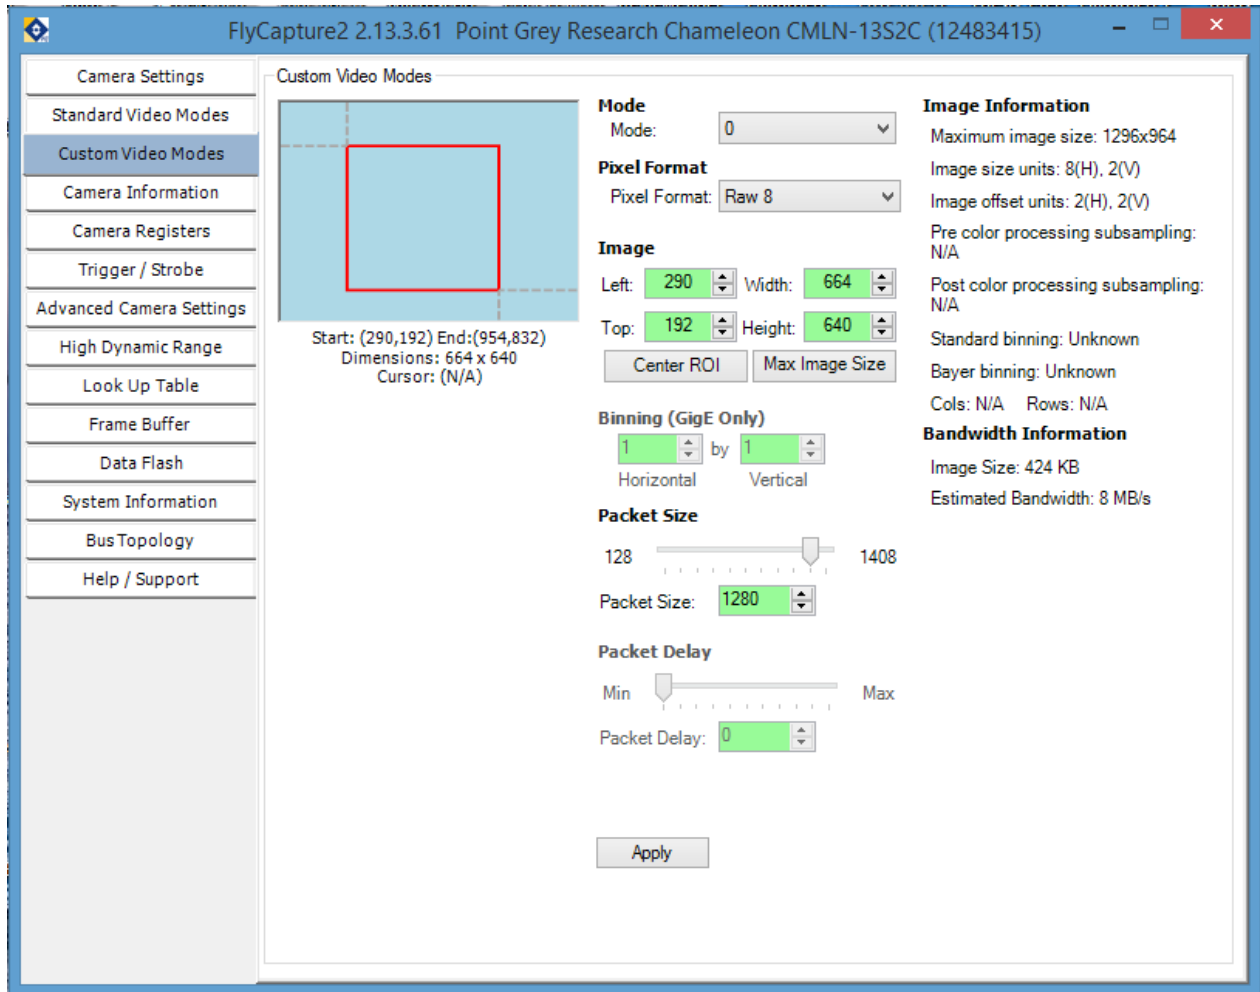 FlyCapture2 2.13.3.61  Point Grey Research Chameleon CMLN-13S2C (12483415)
Camera Settings
Standard Video Modes
Custom Video Modes
Camera Information
Camera Registers
Trigger / Strobe
Advanced Camera Settings
High Dynamic Range
Look Up Table
Frame Buffer
Data Flash
System Information
Bus Topology
Help / Support
Custom Video Modes
Start: (290,192) End:(954,832)
Dimensions: 664 x 640
Cursor: (N/A)
Mode
Mode: 0
Pixel Format
Pixel Format: Raw 8
Image
Left: 290 Width: 664
Top: 192 Height: 640
Center ROI Max Image Size
Binning (GigE Only)
1 by 1
Horizontal Vertical
Packet Size
128 1408
Packet Size: 1280
Packet Delay
Min Max
Packet Delay: 0
Apply
Image Information
Maximum image size: 1296x964
Image size units: 8(H), 2(V)
Image offset units: 2(H), 2(V)
Pre color processing subsampling:
N/A
Post color processing subsampling:
N/A
Standard binning: Unknown
Bayer binning: Unknown
Cols: N/A Rows: N/A
Bandwidth Information
Image Size: 424 KB
Estimated Bandwidth: 8 MB/s